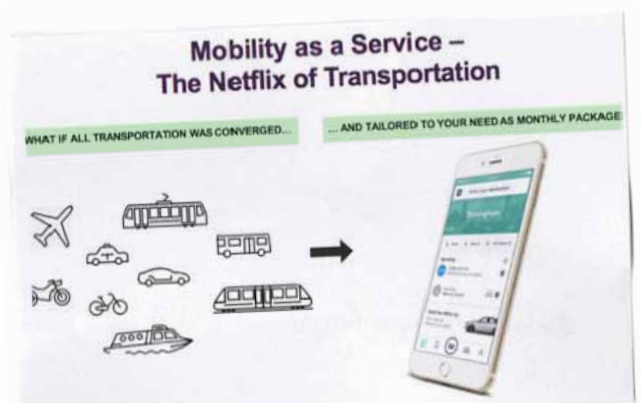 Mobility as a Service –
The Netflix of Transportation
WHAT IF ALL TRANSPORTATION WAS CONVERGED...
... AND TAILORED TO YOUR NEED AS MONTHLY PACKAGE
Birmingham